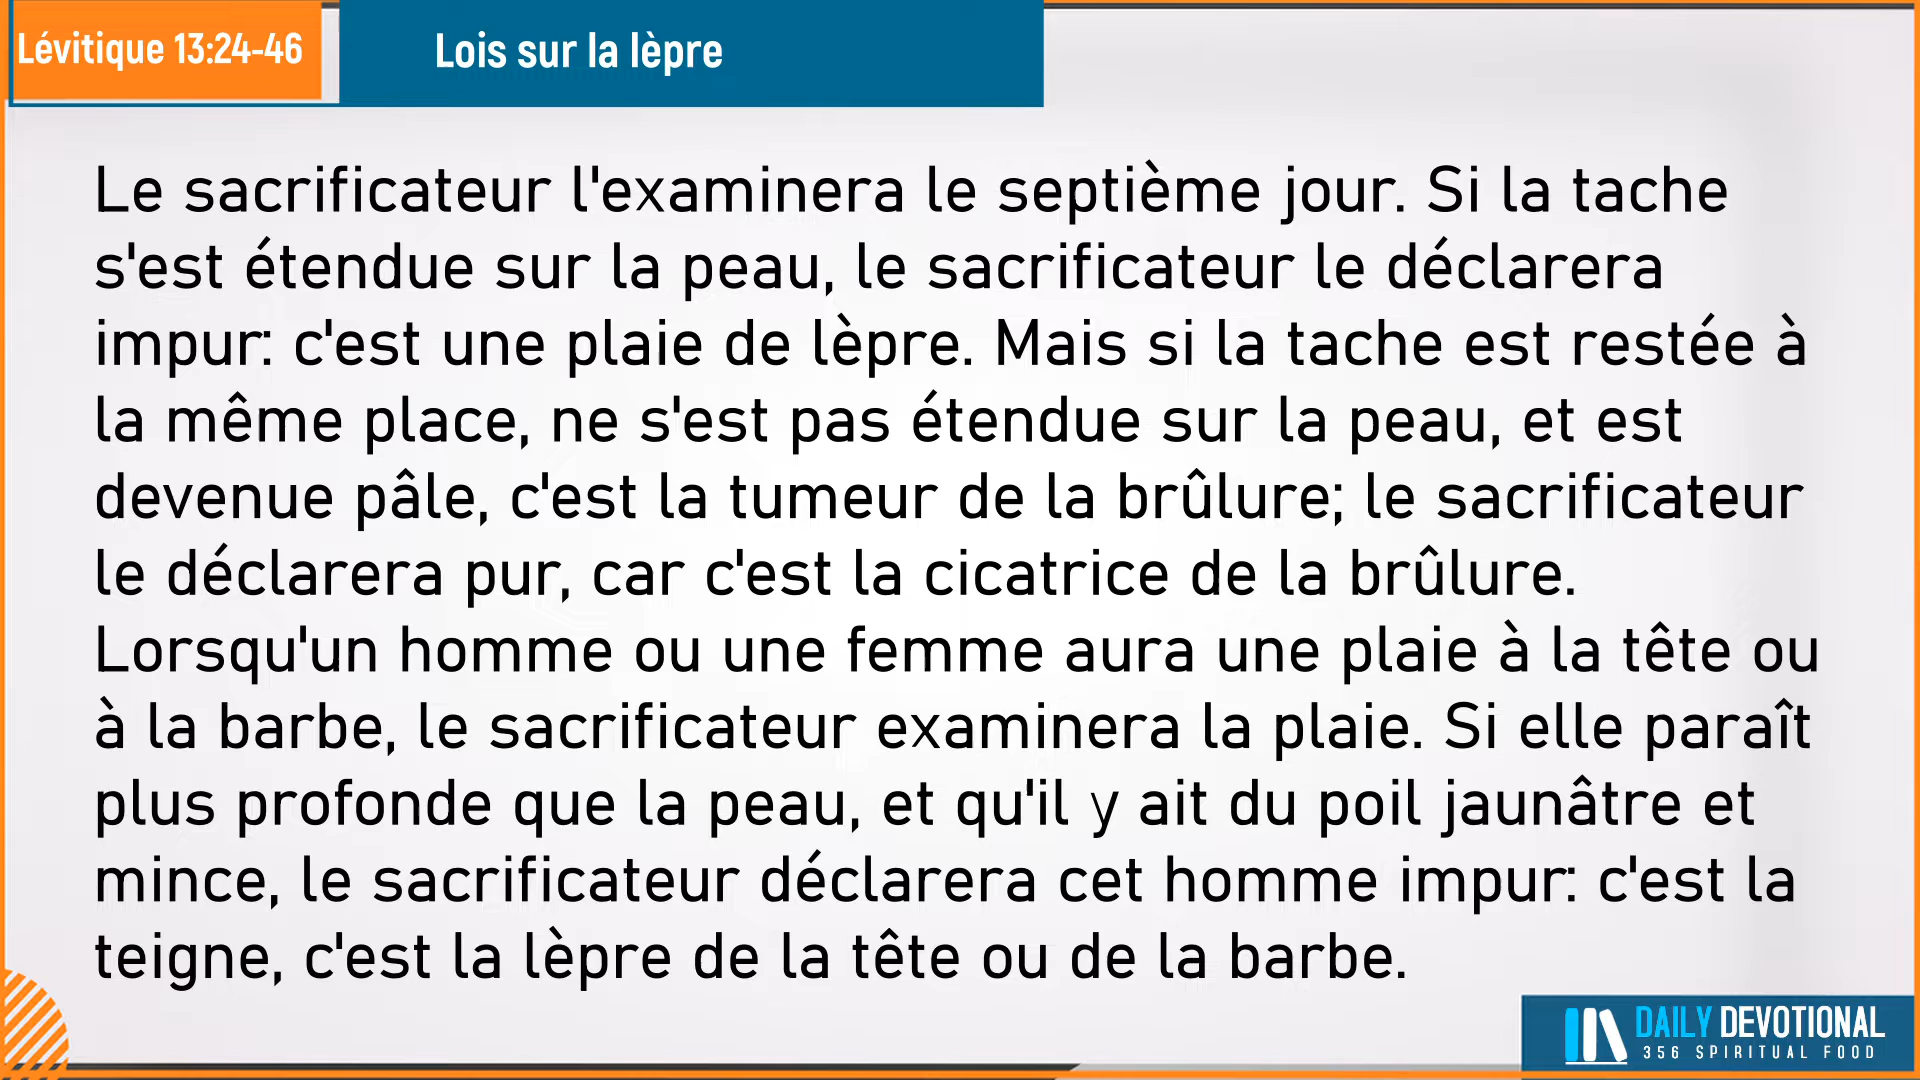 Lévitique 13:24-46
Lois sur la lèpre
Le sacrificateur l'examinera le septième jour. Si la tache
s'est étendue sur la peau, le sacrificateur le déclarera
impur: c'est une plaie de lèpre. Mais si la tache est restée à
la même place, ne s'est pas étendue sur la peau, et est
devenue pâle, c'est la tumeur de la brûlure; le sacrificateur
le déclarera pur, car c'est la cicatrice de la brûlure.
Lorsqu'un homme ou une femme aura une plaie à la tête ou
à la barbe, le sacrificateur examinera la plaie. Si elle paraît
plus profonde que la peau, et qu'il y ait du poil jaunâtre et
mince, le sacrificateur déclarera cet homme impur: c'est la
teigne, c'est la lèpre de la tête ou de la barbe.
DAILY DEVOTIONAL
356 SPIRITUAL FOOD